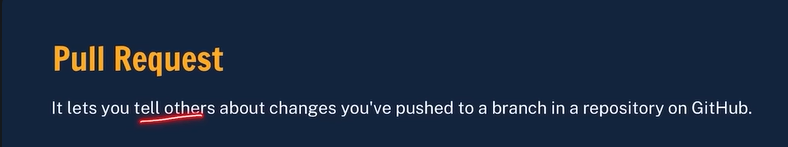 Pull Request
It lets you tell others about changes you've pushed to a branch in a repository on GitHub.